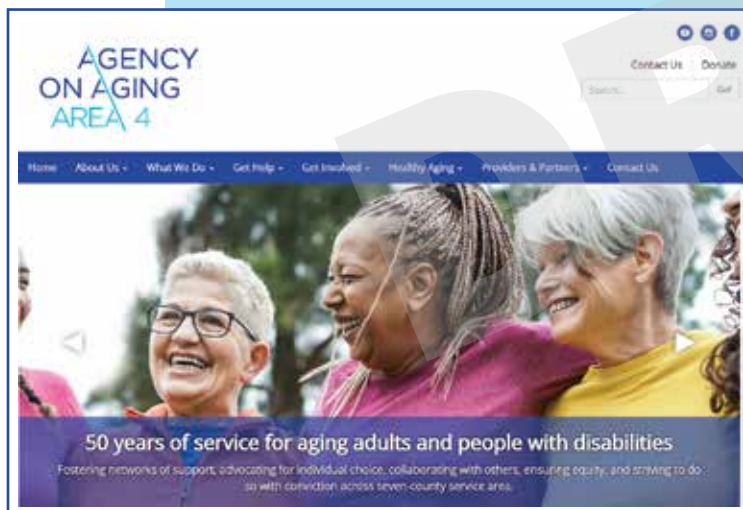 AGENCY
ON AGING
AREA 4
Contact Us Donate
Search... Go!
Home About Us What We Do Get Help Get Involved Healthy Aging Providers & Partners Contact Us
50 years of service for aging adults and people with disabilities
Fostering networks of support, advocating for individual choice, collaborating with others, ensuring equity, and striving to do
so with conviction across seven-county service area.